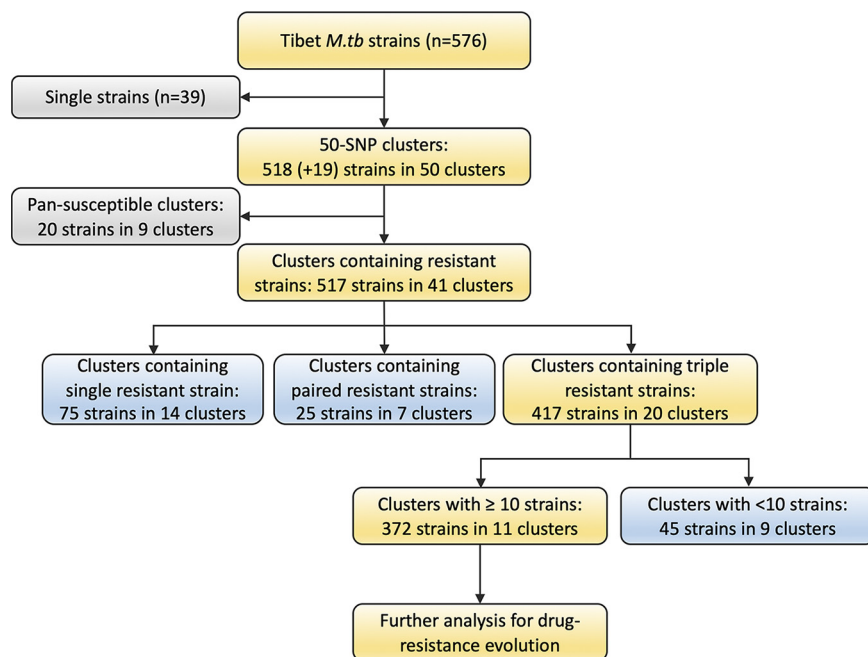 Tibet M.tb strains (n=576)
Single strains (n=39)
50-SNP clusters:
518 (+19) strains in 50 clusters
Pan-susceptible clusters:
20 strains in 9 clusters
Clusters containing resistant
strains: 517 strains in 41 clusters
Clusters containing
single resistant strain:
75 strains in 14 clusters
Clusters containing
paired resistant strains:
25 strains in 7 clusters
Clusters containing triple
resistant strains:
417 strains in 20 clusters
Clusters with ≥ 10 strains:
372 strains in 11 clusters
Clusters with <10 strains:
45 strains in 9 clusters
Further analysis for drug-
resistance evolution